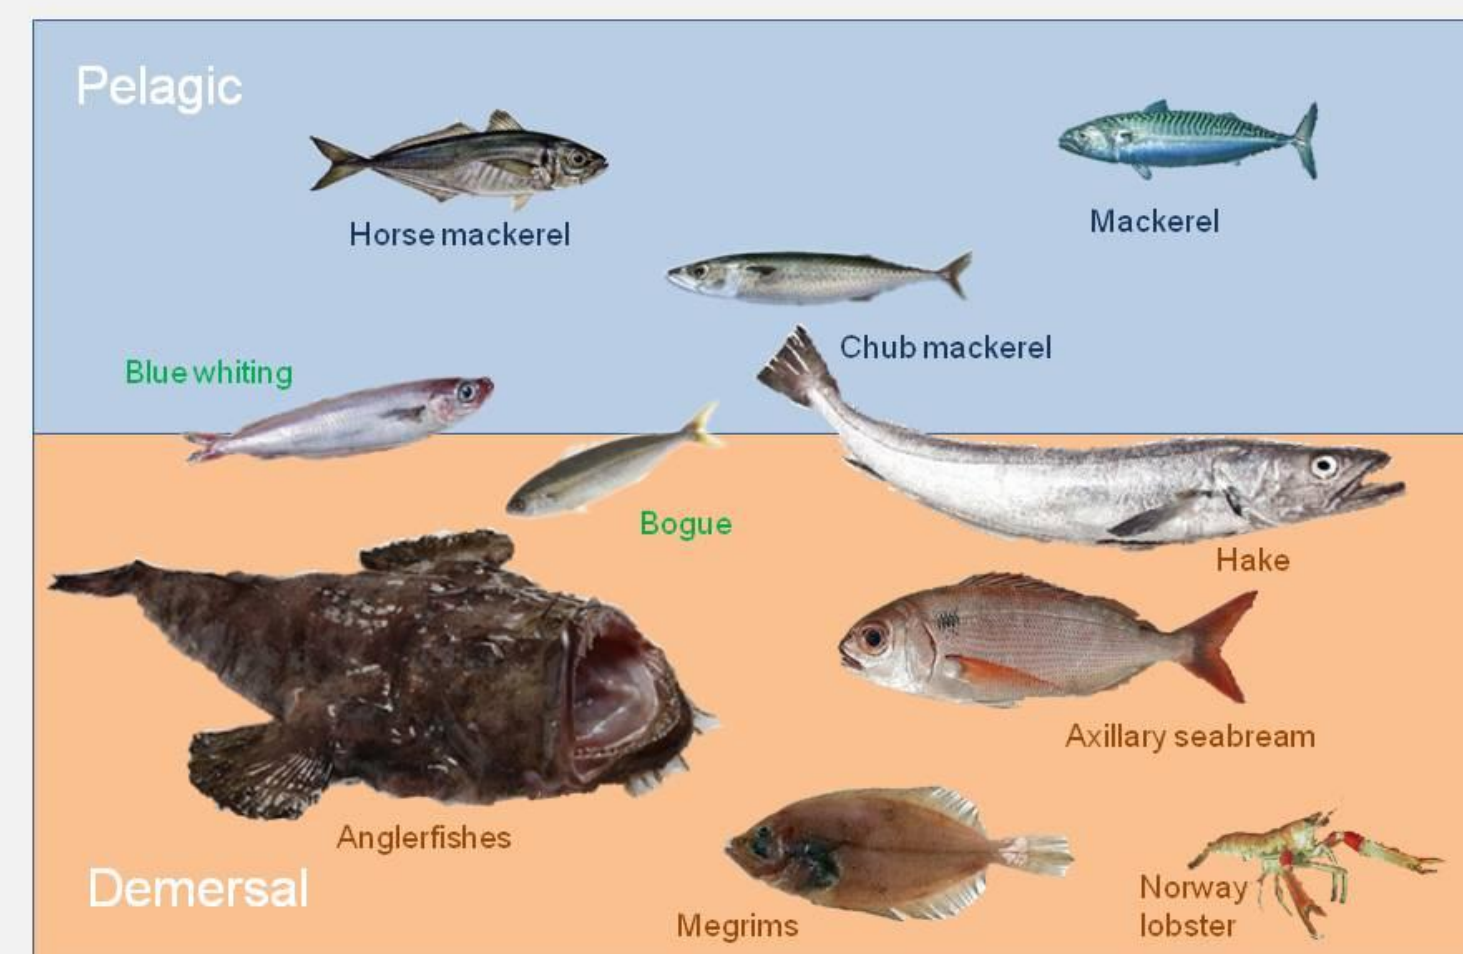 Pelagic
Horse mackerel
Mackerel
Chub mackerel
Blue whiting
Bogue
Hake
Axillary seabream
Anglerfishes
Demersal
Megrims
Norway
lobster